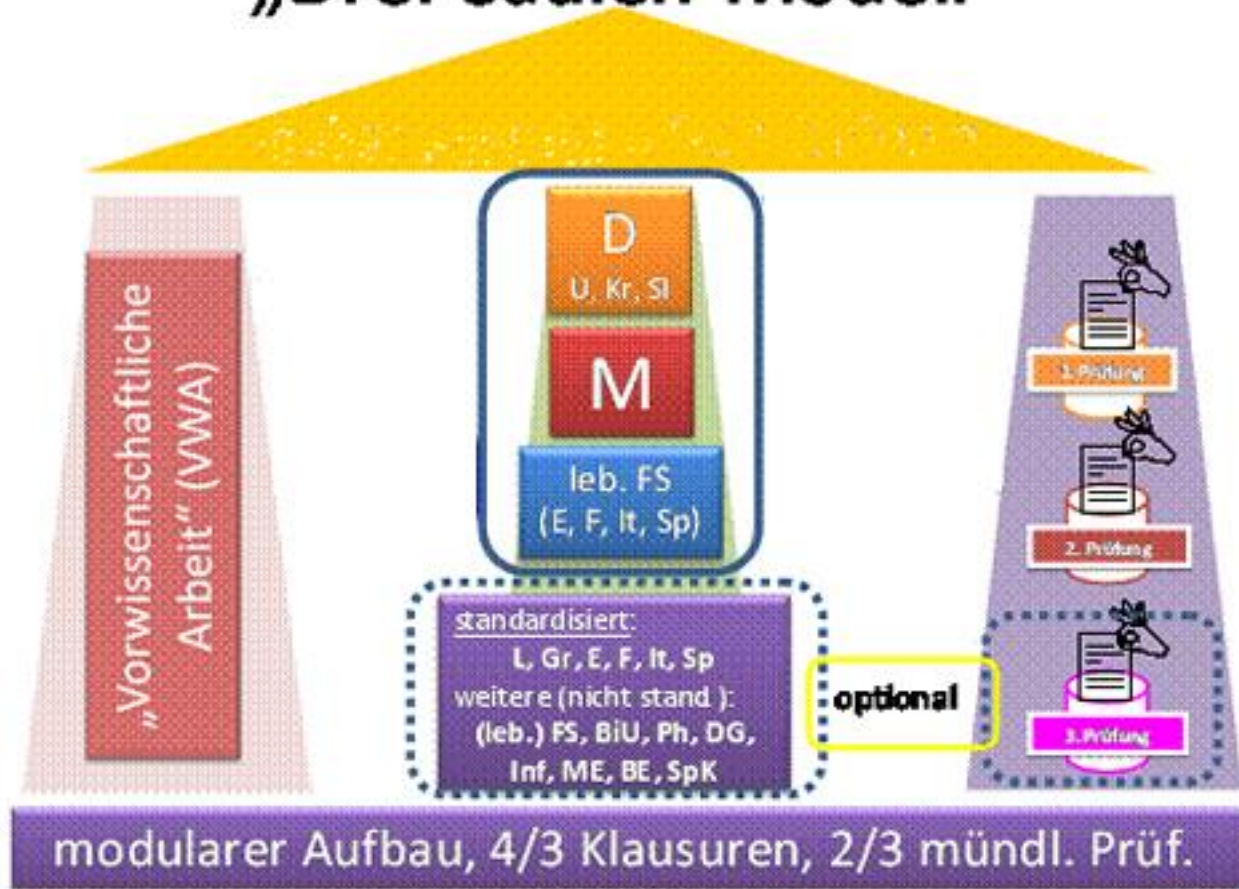 „Drei-Säulen-Modell“
„Vorwissenschaftliche
Arbeit“ (VWA)
D
U, Kr, Sl
M
leb. FS
(E, F, It, Sp)
standardisiert:
L, Gr, E, F, It, Sp
weitere (nicht stand.):
(leb.) FS, BiU, Ph, DG,
Inf, ME, BE, SpK
optional
1. Prüfung
2. Prüfung
3. Prüfung
modularer Aufbau, 4/3 Klausuren, 2/3 mündl. Prüf.